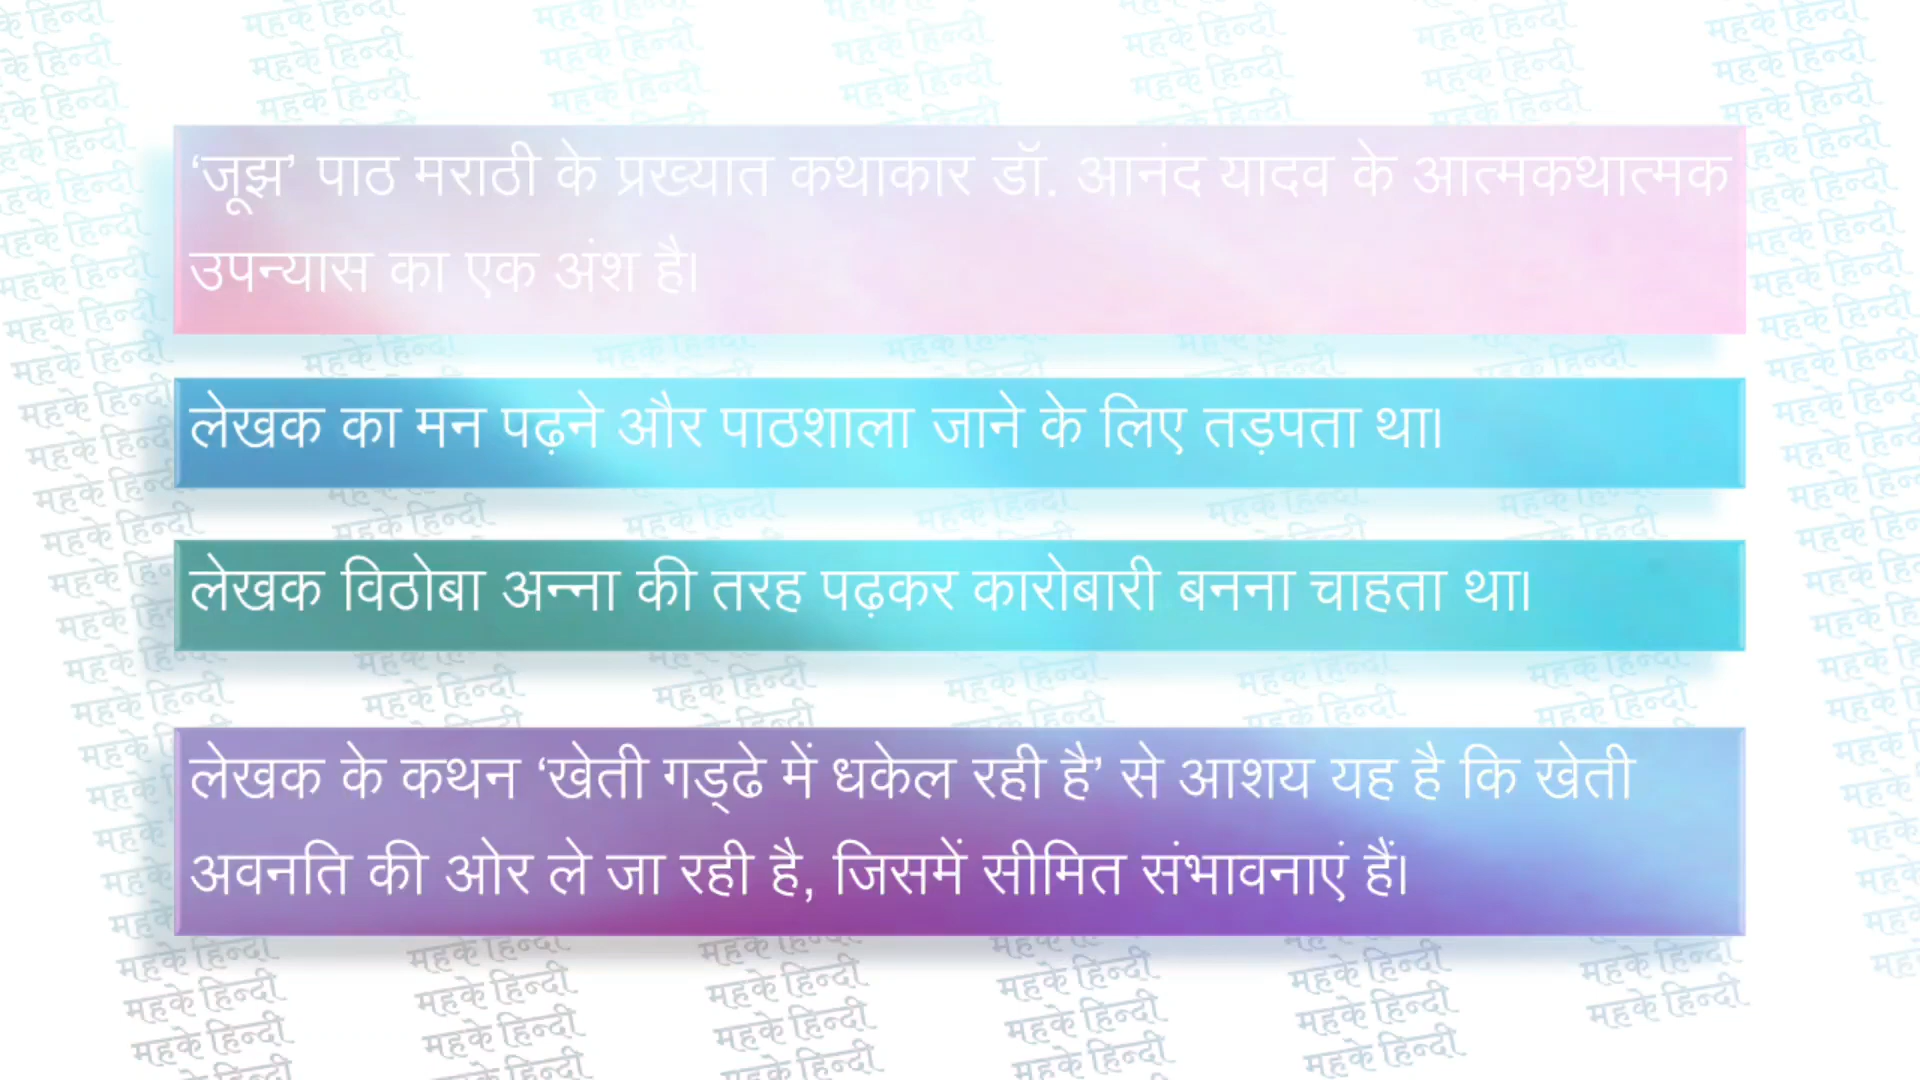 ‘जूझ’ पाठ मराठी के प्रख्यात कथाकार डॉ. आनंद यादव के आत्मकथात्मक
उपन्यास का एक अंश है।
लेखक का मन पढ़ने और पाठशाला जाने के लिए तड़पता था।
लेखक विठोबा अन्ना की तरह पढ़कर कारोबारी बनना चाहता था।
लेखक के कथन ‘खेती गड्ढे में धकेल रही है’ से आशय यह है कि खेती
अवनति की ओर ले जा रही है, जिसमें सीमित संभावनाएं हैं।
महके हिन्दी